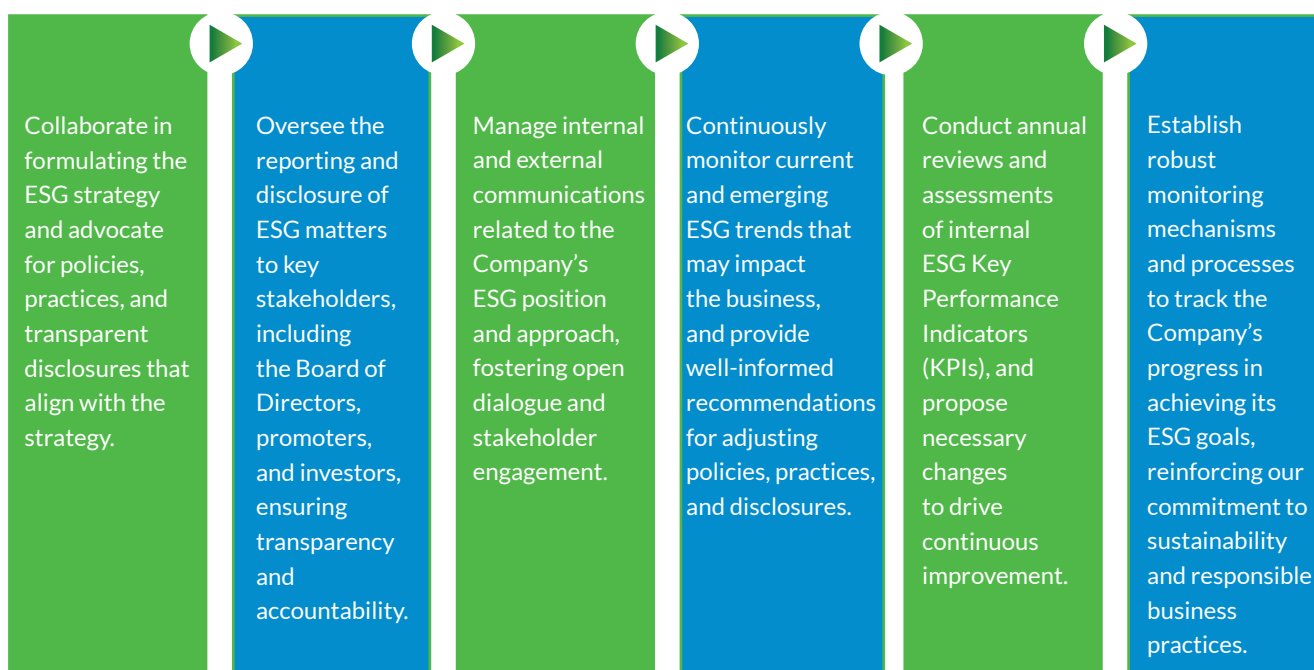 Collaborate in
formulating the
ESG strategy
and advocate
for policies,
practices, and
transparent
disclosures that
align with the
strategy.
Oversee the
reporting and
disclosure of
ESG matters
to key
stakeholders,
including
the Board of
Directors,
promoters,
and investors,
ensuring
transparency
and
accountability.
Manage internal
and external
communications
related to the
Company’s
ESG position
and approach,
fostering open
dialogue and
stakeholder
engagement.
Continuously
monitor current
and emerging
ESG trends that
may impact
the business,
and provide
well-informed
recommendations
for adjusting
policies, practices,
and disclosures.
Conduct annual
reviews and
assessments
of internal
ESG Key
Performance
Indicators
(KPIs), and
propose
necessary
changes
to drive
continuous
improvement.
Establish
robust
monitoring
mechanisms
and processes
to track the
Company’s
progress in
achieving its
ESG goals,
reinforcing our
commitment to
sustainability
and responsible
business
practices.